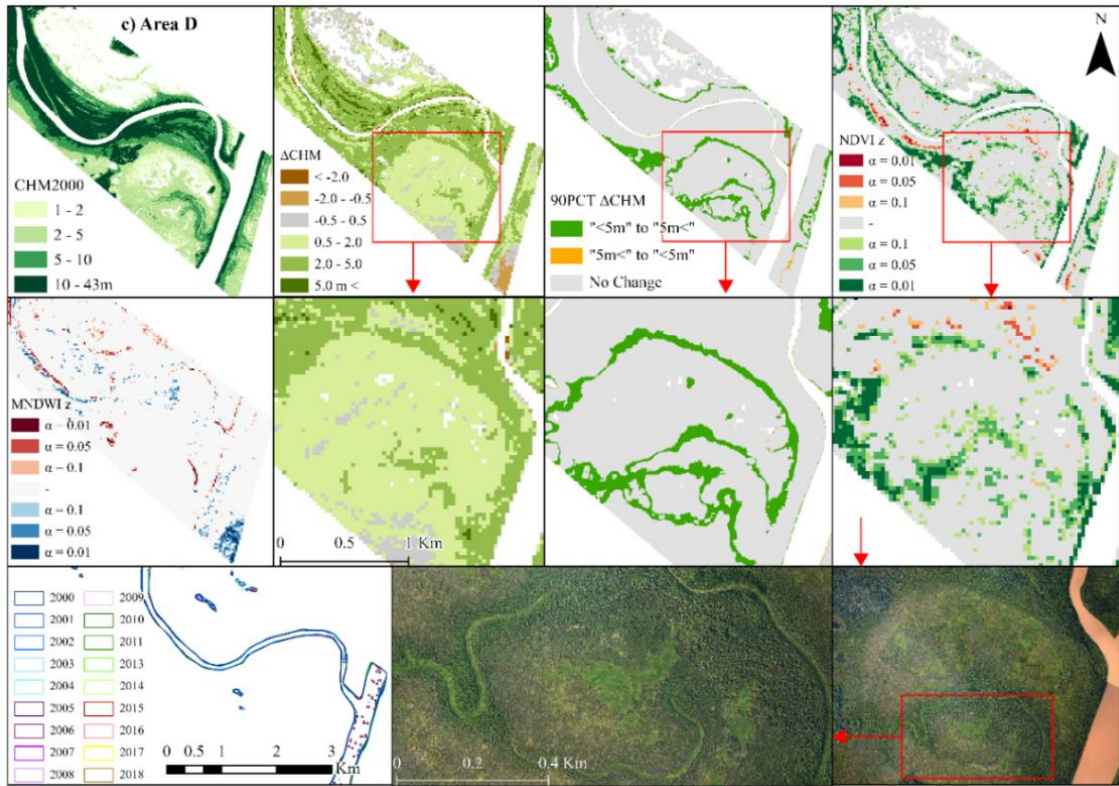 c) Area D
CHM2000
1 - 2
2 - 5
5 - 10
10 - 43m
ΔCHM
< -2.0
-2.0 - -0.5
-0.5 - 0.5
0.5 - 2.0
2.0 - 5.0
5.0 m <
90PCT ΔCHM
"<5m" to "5m<"
"5m<" to "<5m"
No Change
N
NDVI z
α = 0.01
α = 0.05
α = 0.1
-
α = 0.1
α = 0.05
α = 0.01
MNDWI z
α = 0.01
α = 0.05
α = 0.1
-
α = 0.1
α = 0.05
α = 0.01
0 0.5 1 Km
2000 2009
2001 2010
2002 2011
2003 2013
2004 2014
2005 2015
2006 2016
2007 2017
2008 2018
0 0.5 1 2 3
Km
0 0.2 0.4 Km